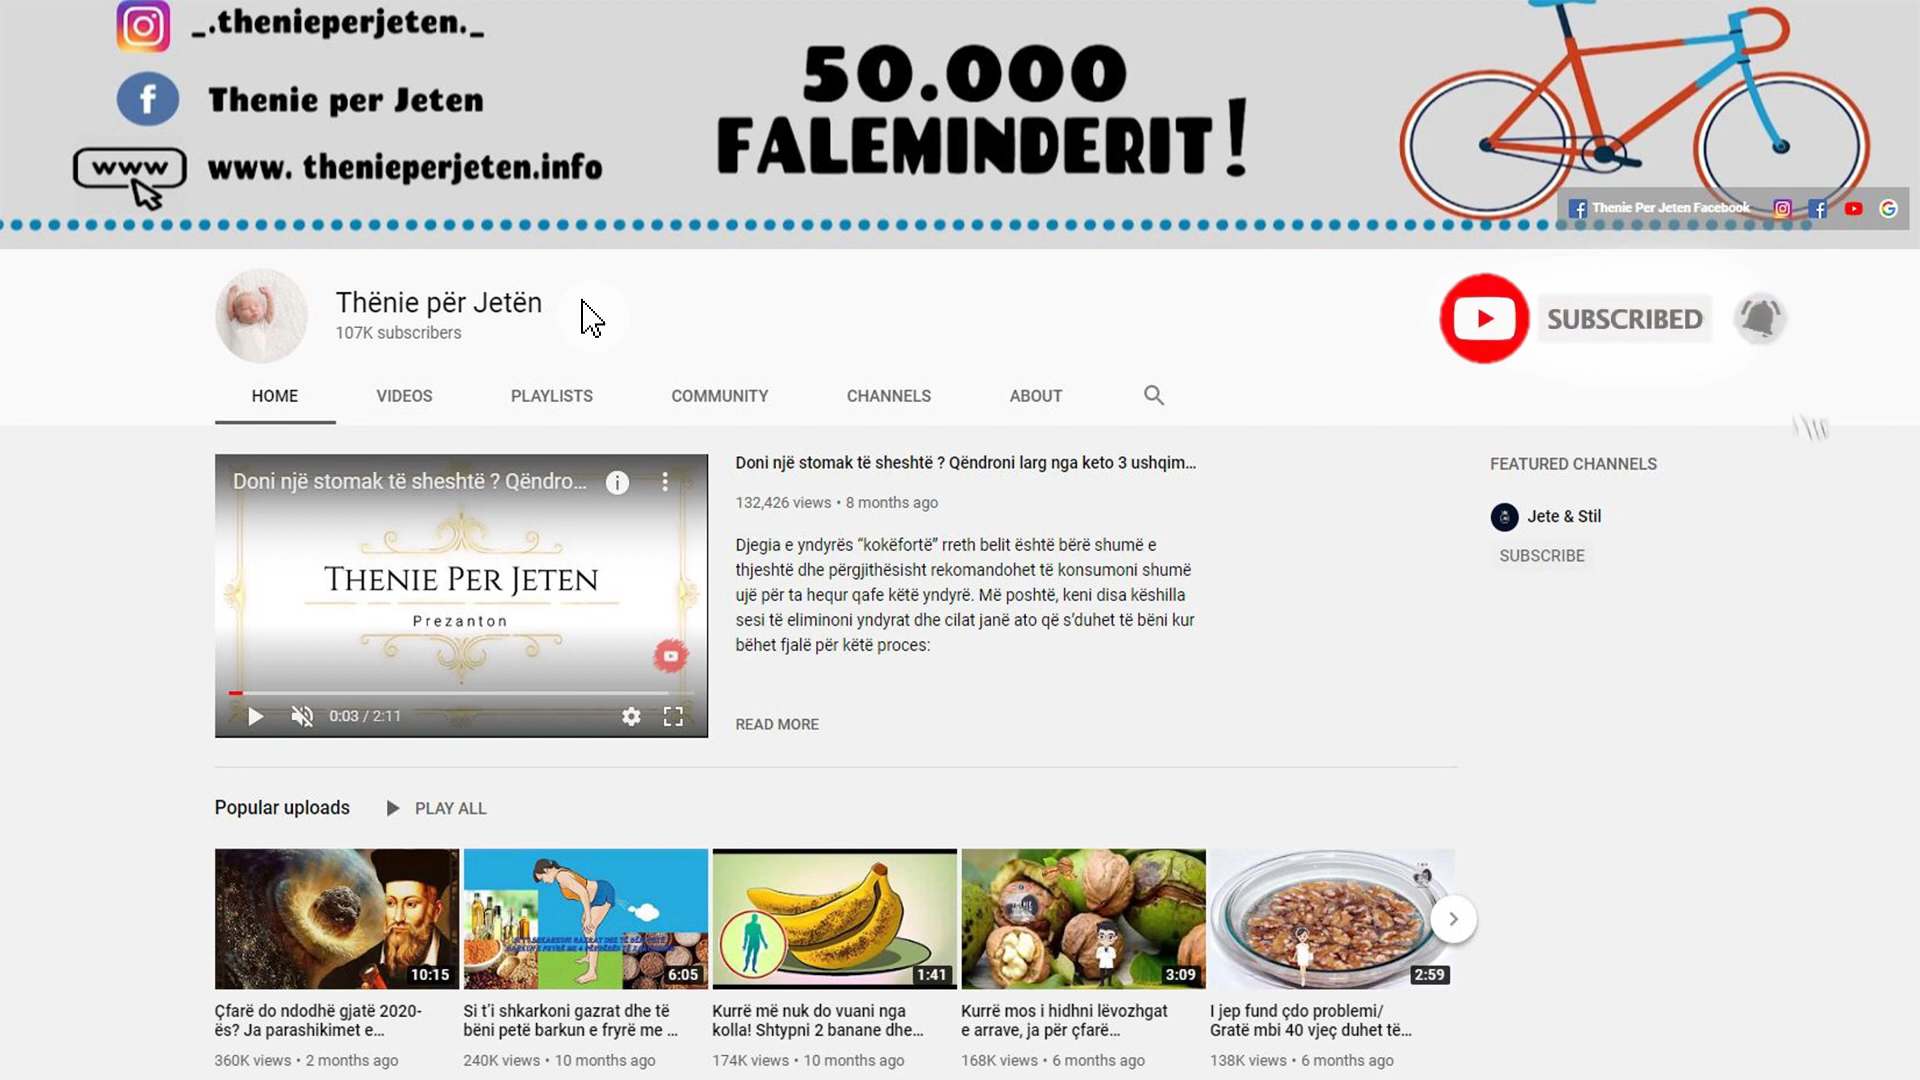 _.thenieperjeten._
Thenie per Jeten
www
www. thenieperjeten.info
50.000
FALEMINDERIT!
Thenie Per Jeten Facebook
Thënie për Jetën
107K subscribers
SUBSCRIBED
HOME
VIDEOS
PLAYLISTS
COMMUNITY
CHANNELS
ABOUT
Doni një stomak të sheshtë ? Qëndro...
THENIE PER JETEN
Prezanton
0:03 / 2:11
Doni një stomak të sheshtë ? Qëndroni larg nga keto 3 ushqim...
132,426 views • 8 months ago
Djegia e yndyrës “kokëfortë” rreth belit është bërë shumë e
thjeshtë dhe përgjithësisht rekomandohet të konsumoni shumë
ujë për ta hequr qafe këtë yndyrë. Më poshtë, keni disa këshilla
sesi të eliminoni yndyrat dhe cilat janë ato që s’duhet të bëni kur
bëhet fjalë për këtë proces:
READ MORE
FEATURED CHANNELS
Jete & Stil
SUBSCRIBE
Popular uploads
PLAY ALL
10:15
6:05
1:41
3:09
2:59
Çfarë do ndodhë gjatë 2020-
ës? Ja parashikimet e...
360K views • 2 months ago
Si t’i shkarkoni gazrat dhe të
bëni petë barkun e fryrë me ...
240K views • 10 months ago
Kurrë më nuk do vuani nga
kolla! Shtypni 2 banane dhe...
174K views • 10 months ago
Kurrë mos i hidhni lëvozhgat
e arrave, ja për çfarë...
168K views • 6 months ago
I jep fund çdo problemi/
Gratë mbi 40 vjeç duhet të...
138K views • 6 months ago